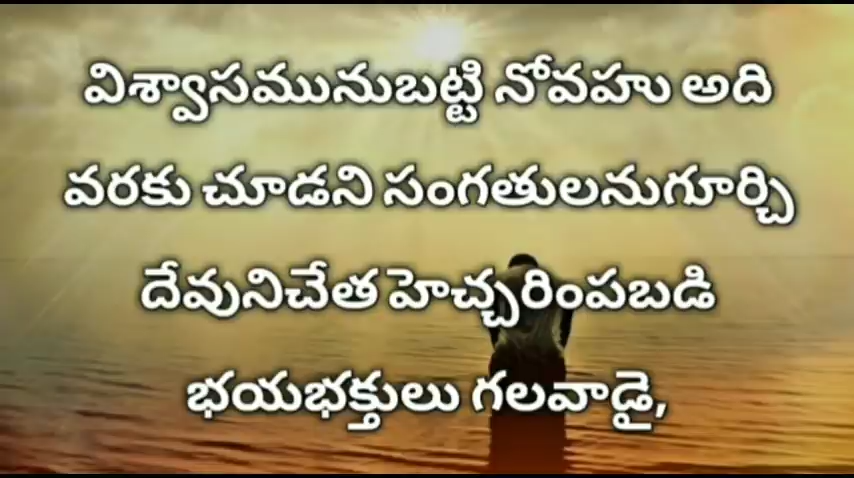 విశ్వాసమునుబట్టి నోవహు అది
వరకు చూడని సంగతులనుగూర్చి
దేవునిచేత హెచ్చరింపబడి
భయభక్తులు గలవాడై,